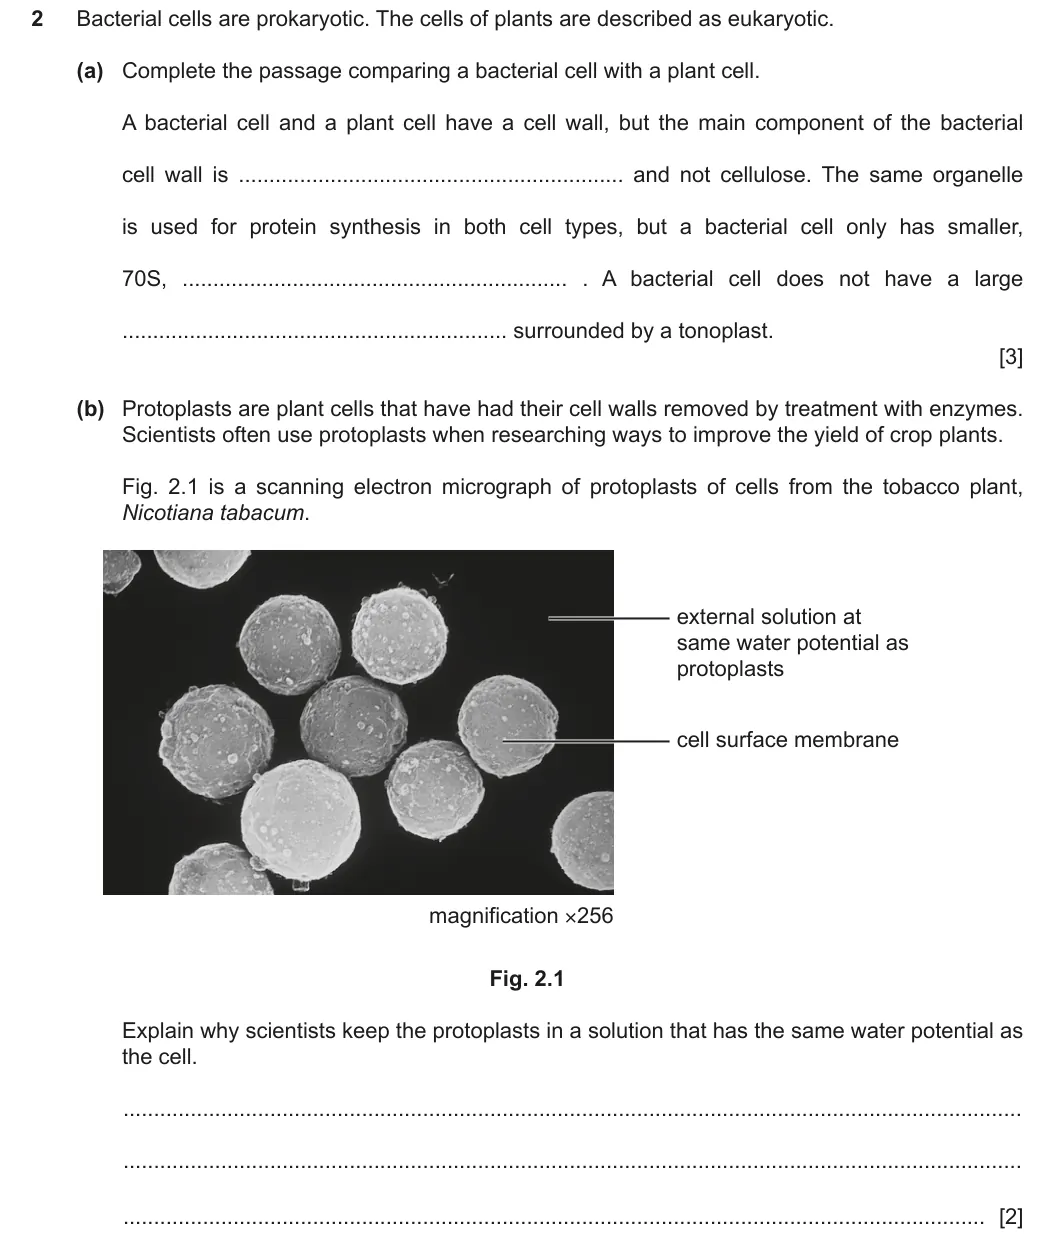 2 Bacterial cells are prokaryotic. The cells of plants are described as eukaryotic.
(a) Complete the passage comparing a bacterial cell with a plant cell.
A bacterial cell and a plant cell have a cell wall, but the main component of the bacterial
cell wall is ............................................................... and not cellulose. The same organelle
is used for protein synthesis in both cell types, but a bacterial cell only has smaller,
70S, ............................................................... . A bacterial cell does not have a large
............................................................... surrounded by a tonoplast.
[3]
(b) Protoplasts are plant cells that have had their cell walls removed by treatment with enzymes.
Scientists often use protoplasts when researching ways to improve the yield of crop plants.
Fig. 2.1 is a scanning electron micrograph of protoplasts of cells from the tobacco plant,
Nicotiana tabacum.
external solution at
same water potential as
protoplasts
cell surface membrane
magnification ×256
Fig. 2.1
Explain why scientists keep the protoplasts in a solution that has the same water potential as
the cell.
...................................................................................................................................................
...................................................................................................................................................
............................................................................................................................................. [2]